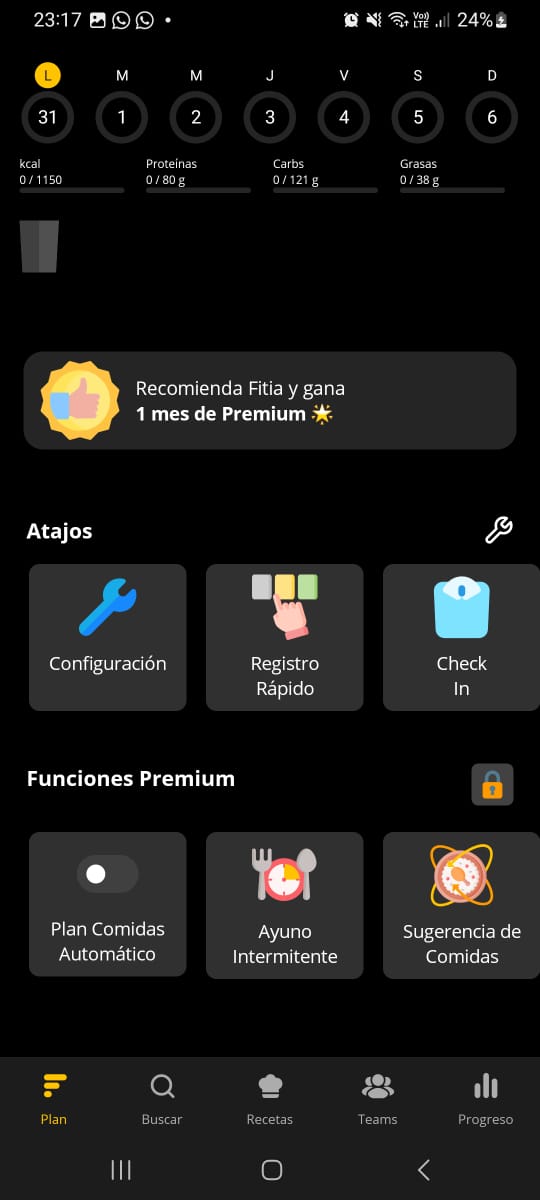 23:17
Vo))
LTE
24%
L M M J V S D
31 1 2 3 4 5 6
kcal Proteínas Carbs Grasas
0 / 1150 0 / 80 g 0 / 121 g 0 / 38 g
Recomienda Fitia y gana
1 mes de Premium
Atajos
Configuración
Registro
Rápido
Check
In
Funciones Premium
Plan Comidas
Automático
Ayuno
Intermitente
Sugerencia de
Comidas
Plan Buscar Recetas Teams Progreso